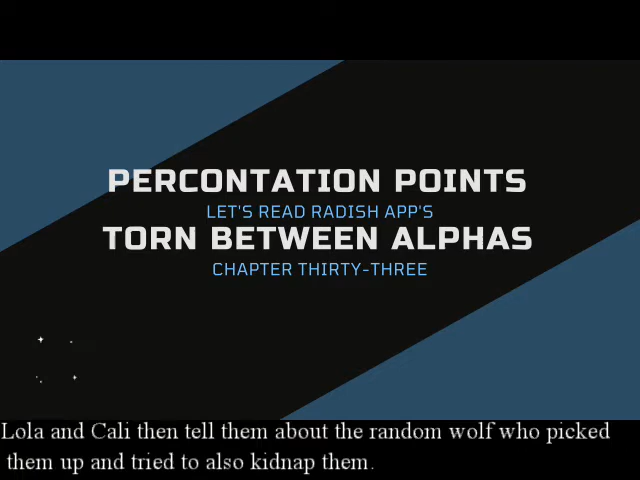 PERCONTATION POINTS
LET'S READ RADISH APP'S
TORN BETWEEN ALPHAS
CHAPTER THIRTY-THREE
Lola and Cali then tell them about the random wolf who picked
them up and tried to also kidnap them.